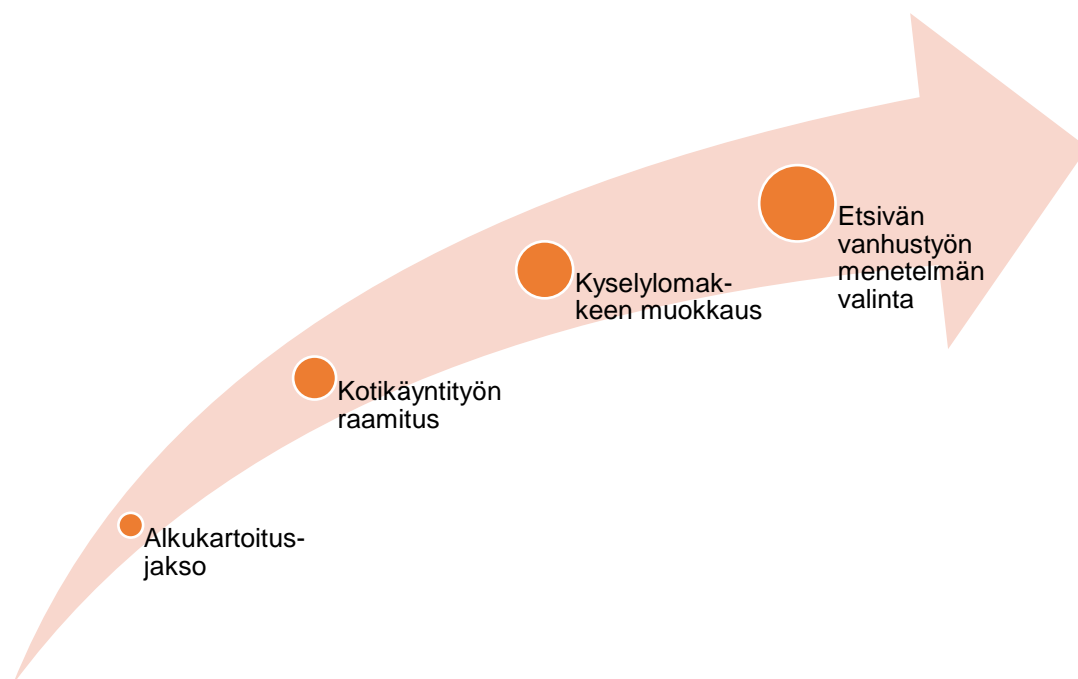 Alkukartoitus-
jakso
Kotikäyntityön
raamitus
Kyselylomak-
keen muokkaus
Etsivän
vanhustyön
menetelmän
valinta